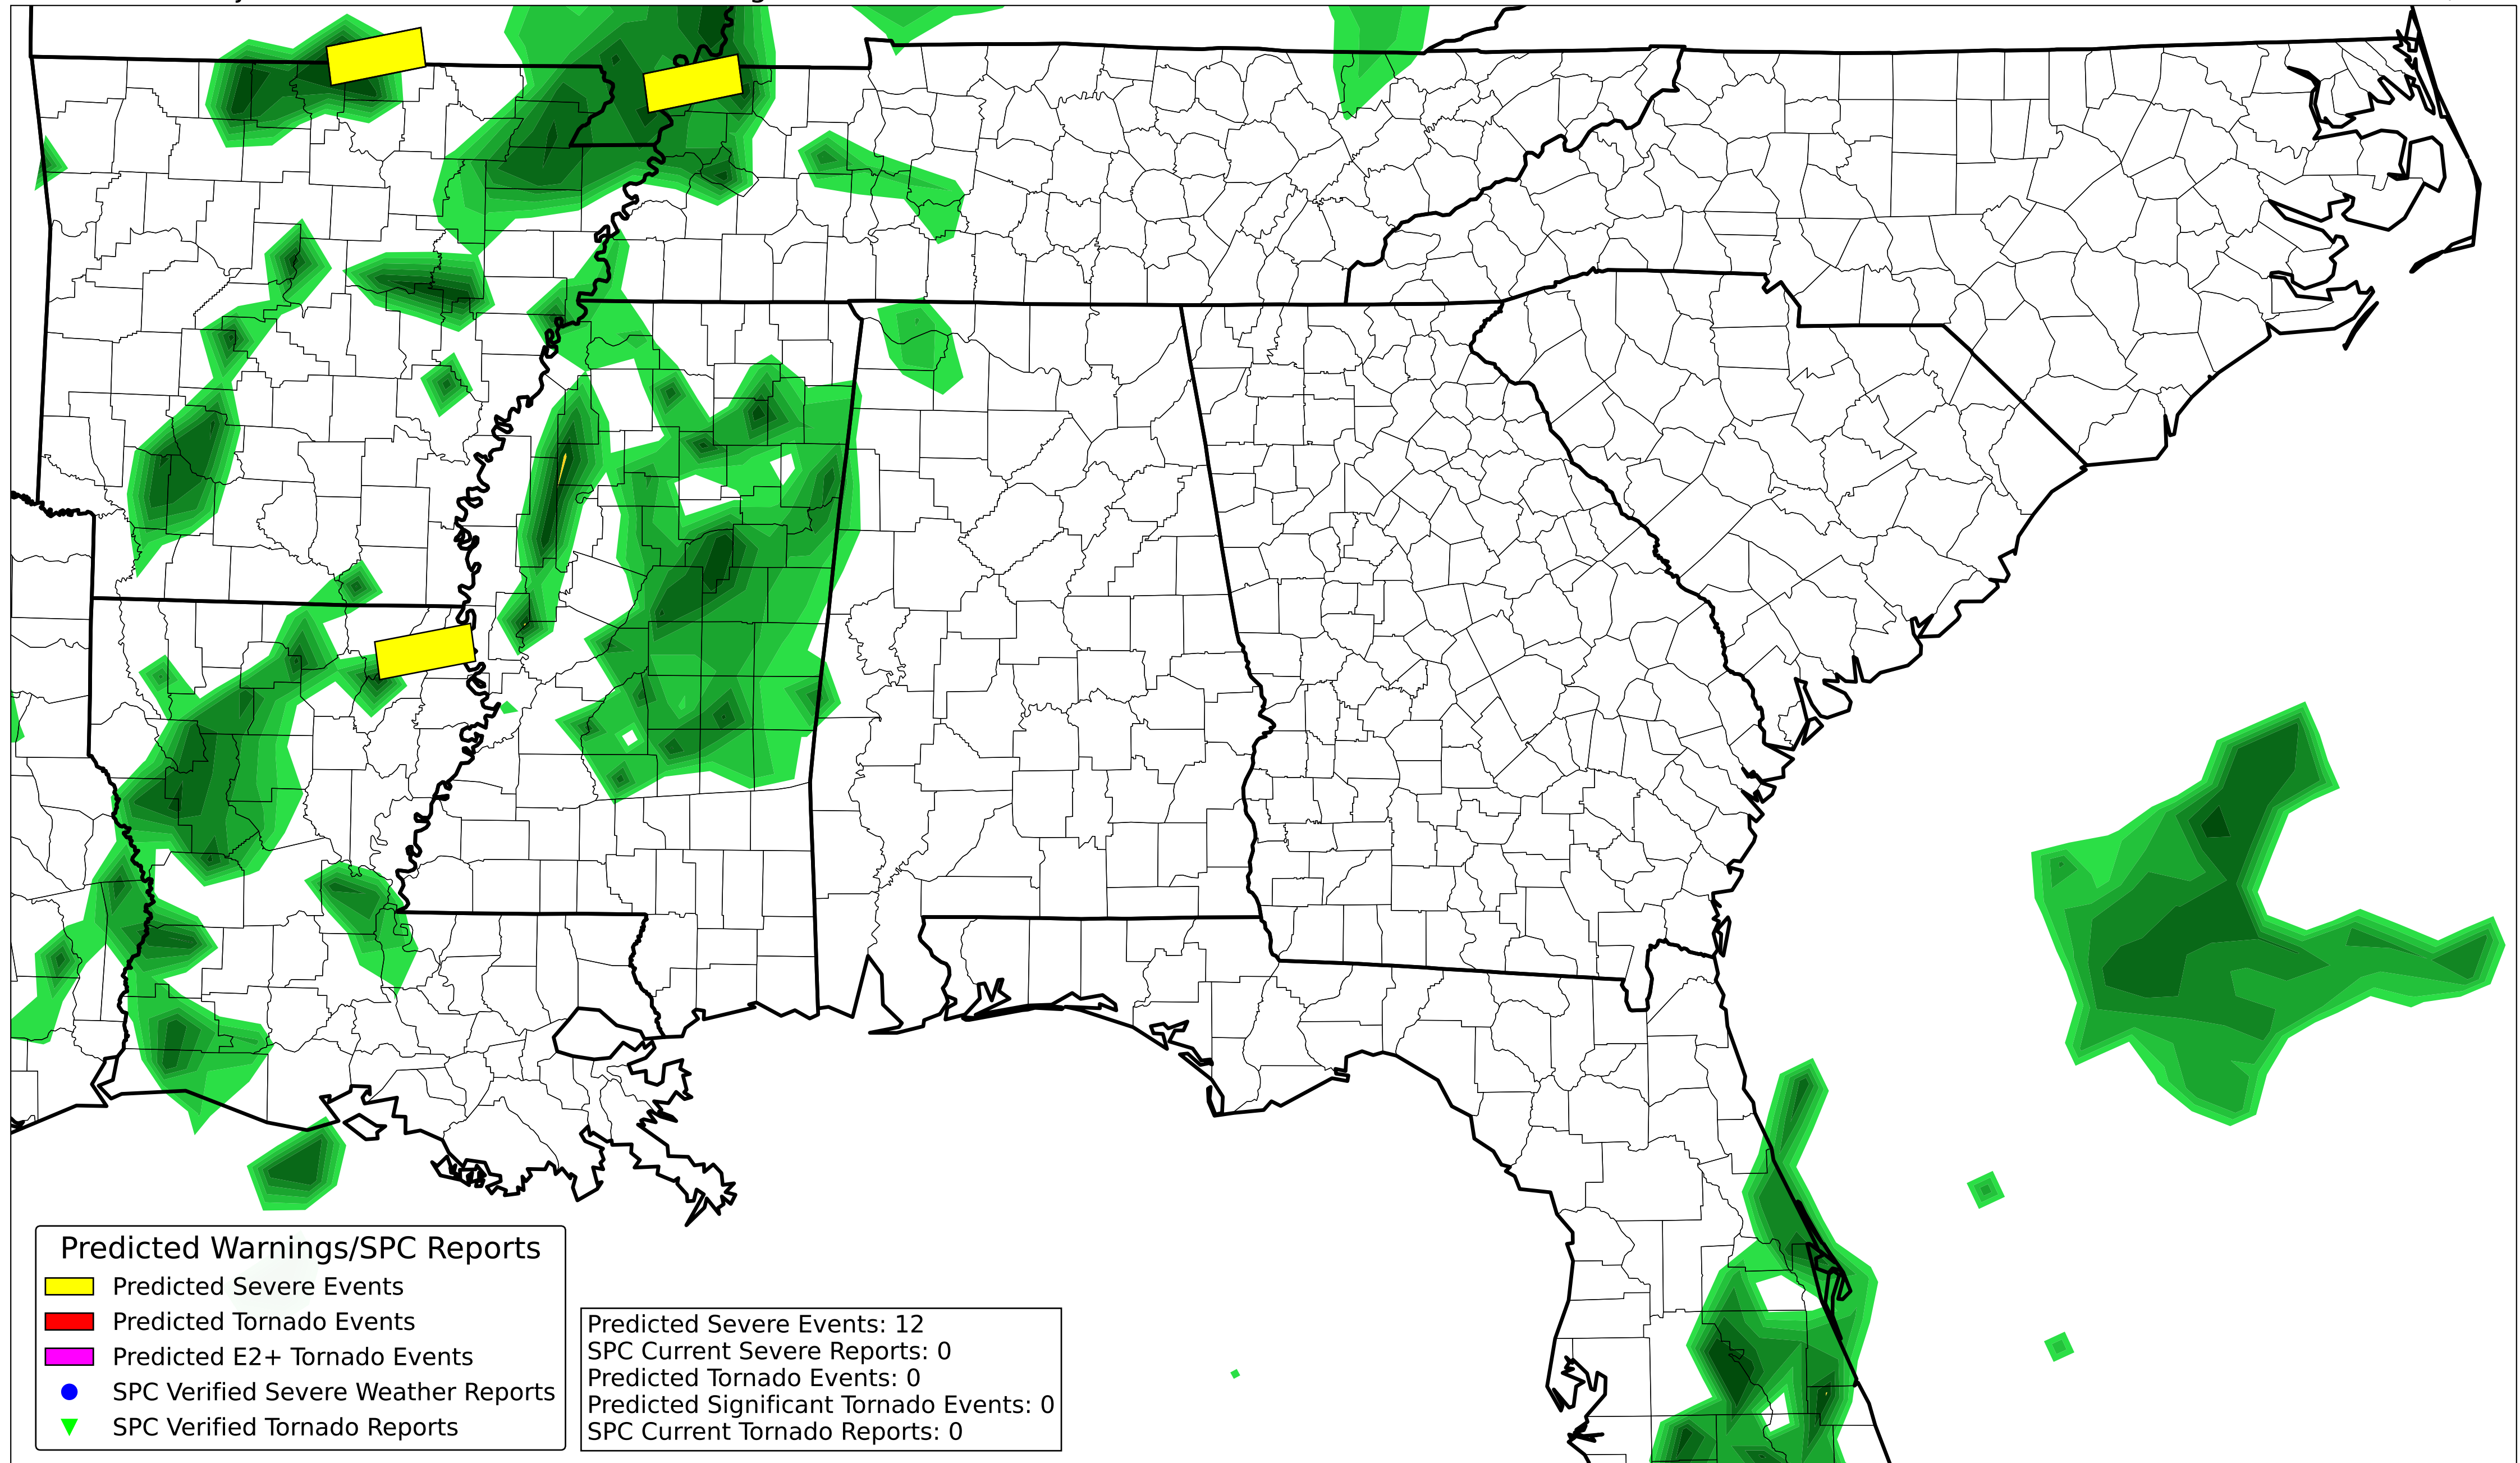 Predicted Warnings/SPC Reports
Predicted Severe Events
Predicted Tornado Events
Predicted E2+ Tornado Events
SPC Verified Severe Weather Reports
SPC Verified Tornado Reports
Predicted Severe Events: 12
SPC Current Severe Reports: 0
Predicted Tornado Events: 0
Predicted Significant Tornado Events: 0
SPC Current Tornado Reports: 0